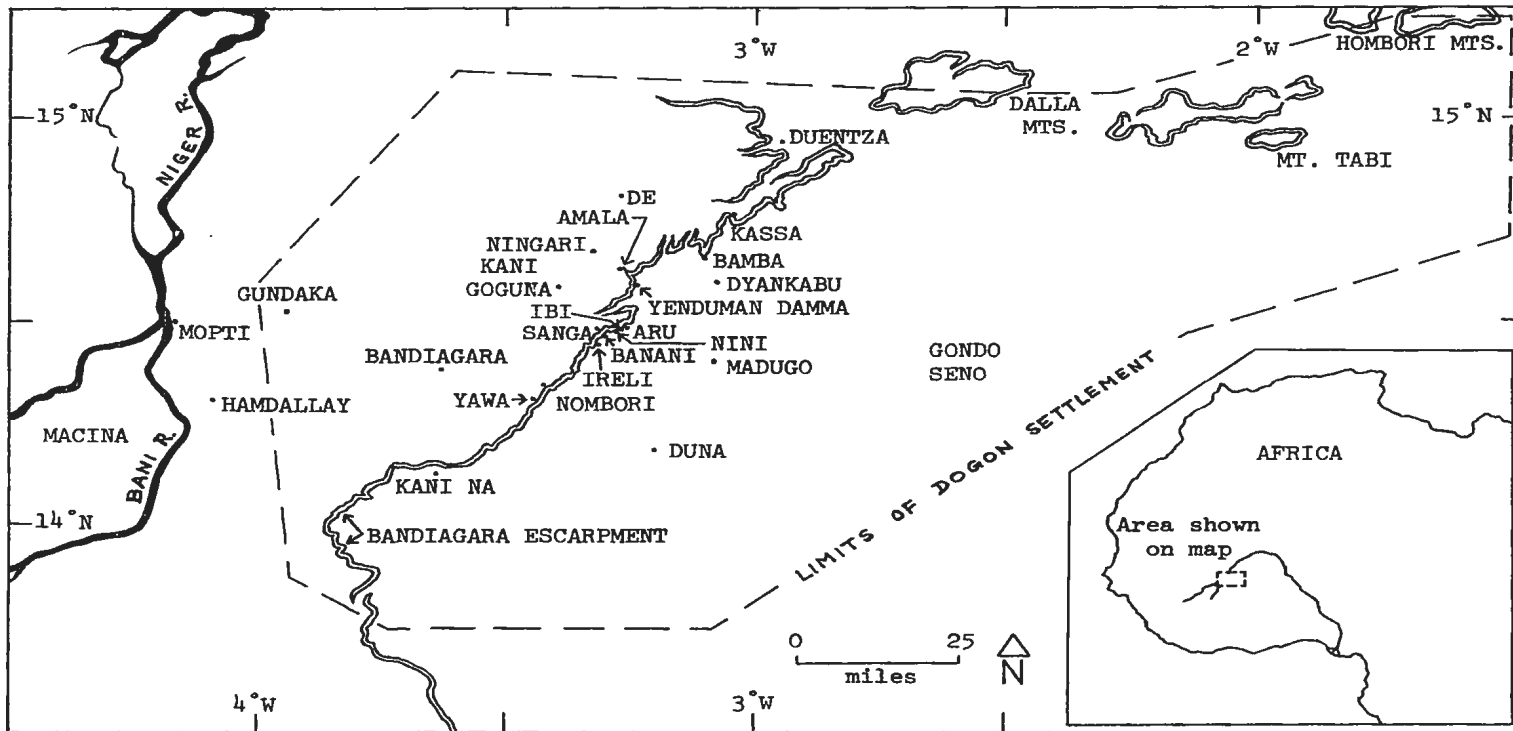 3°W
2°W
HOMBORI MTS.
15°N
NIGER R.
DALLA
MTS.
15°N
.DUENTZA
MT. TABI
DE
AMALA
NINGARI
KASSA
KANI
GOGUNA
BAMBA
DYANKABU
GUNDAKA
YENDUMAN DAMMA
IBI
MOPTI
SANGA
ARU
NINI
BANDIAGARA
BANANI
MADUGO
GONDO
SENO
IRELI
YAWA
NOMBORI
HAMDALLAY
MACINA
BANI R.
DUNA
KANI NA
LIMITS OF DOGON SETTLEMENT
AFRICA
14°N
BANDIAGARA ESCARPMENT
Area shown
on map
0 25
miles
N
4°W
3°W